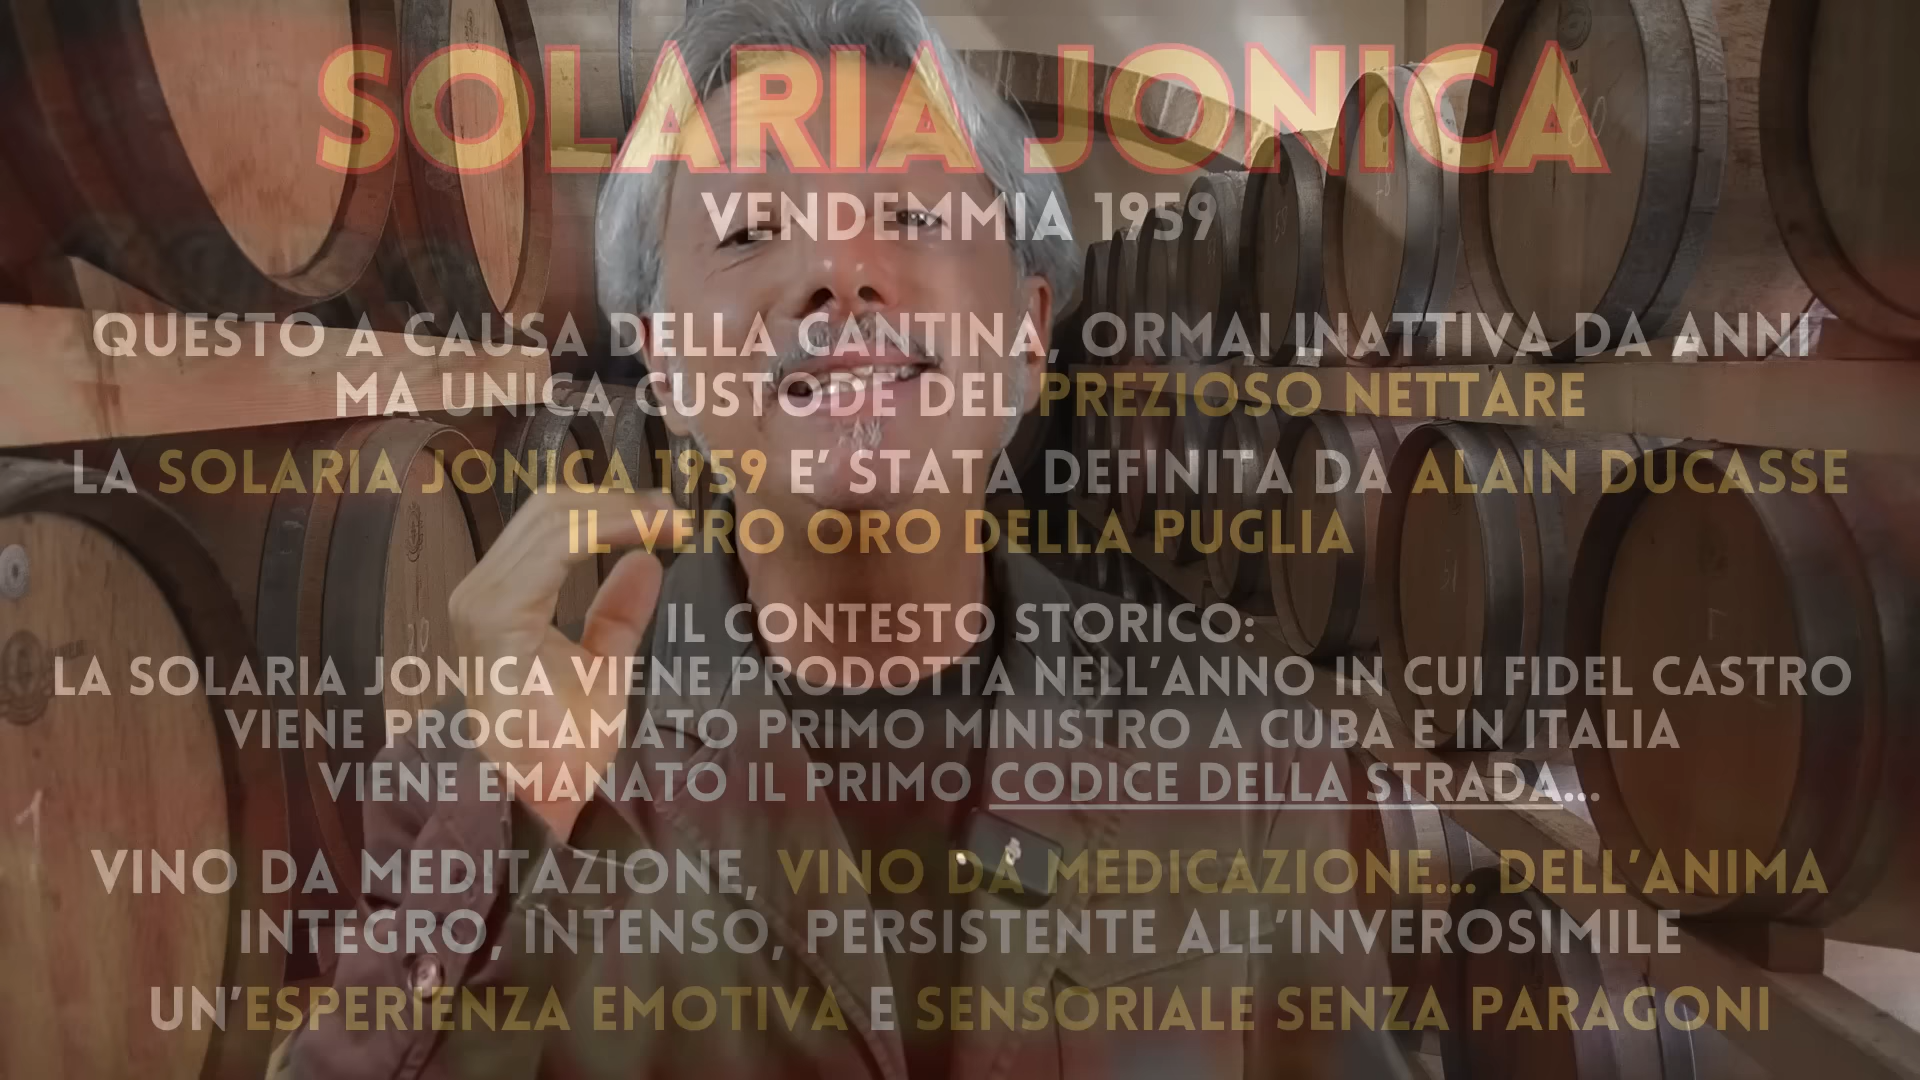 SOLARIA JONICA
VENDEMMIA 1959
QUESTO A CAUSA DELLA CANTINA, ORMAI INATTIVA DA ANNI
MA UNICA CUSTODE DEL PREZIOSO NETTARE
LA SOLARIA JONICA 1959 E' STATA DEFINITA DA ALAIN DUCASSE
IL VERO ORO DELLA PUGLIA
IL CONTESTO STORICO:
LA SOLARIA JONICA VIENE PRODOTTA NELL'ANNO IN CUI FIDEL CASTRO
VIENE PROCLAMATO PRIMO MINISTRO A CUBA E IN ITALIA
VIENE EMANATO IL PRIMO CODICE DELLA STRADA...
VINO DA MEDITAZIONE, VINO DA MEDICAZIONE... DELL'ANIMA
INTEGRO, INTENSO, PERSISTENTE ALL'INVEROSIMILE
UN'ESPERIENZA EMOTIVA E SENSORIALE SENZA PARAGONI